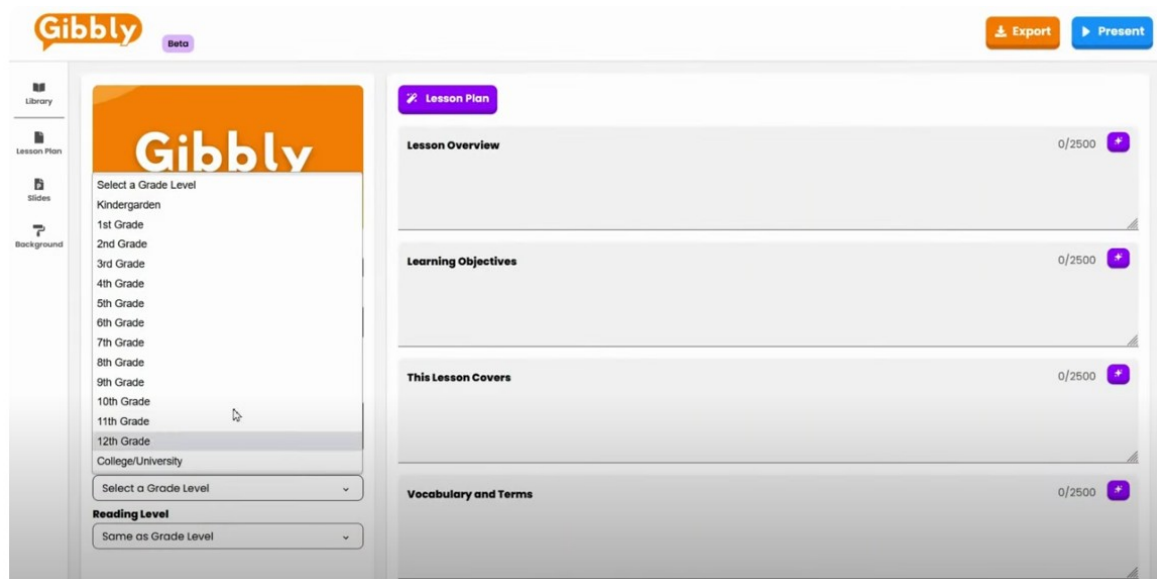 Gibbly
Beta
Export
Present
Library
Lesson Plan
Slides
Background
Gibbly
Select a Grade Level
Kindergarden
1st Grade
2nd Grade
3rd Grade
4th Grade
5th Grade
6th Grade
7th Grade
8th Grade
9th Grade
10th Grade
11th Grade
12th Grade
College/University
Select a Grade Level
Reading Level
Same as Grade Level
Lesson Plan
Lesson Overview 0/2500
Learning Objectives 0/2500
This Lesson Covers 0/2500
Vocabulary and Terms 0/2500